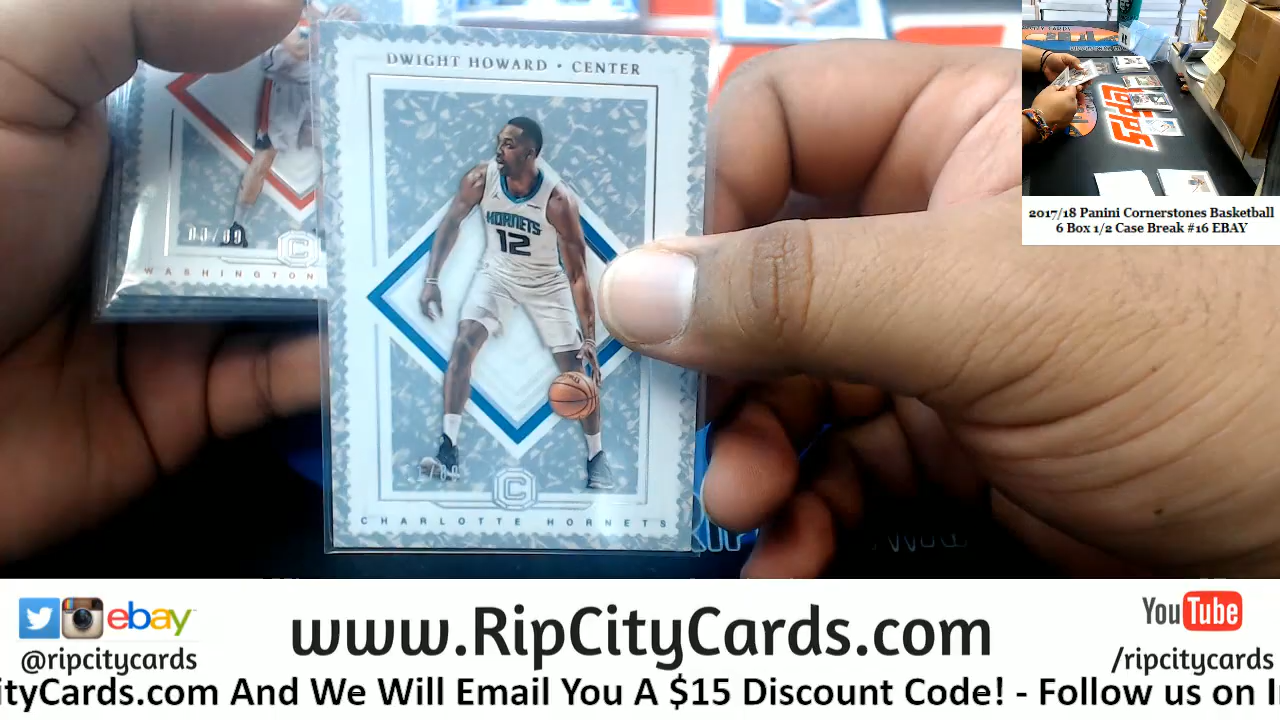 DWIGHT HOWARD • CENTER
HORNETS
12
C
CHARLOTTE HORNETS
WASHINGTON
C
2017/18 Panini Cornerstones Basketball
6 Box 1/2 Case Break #16 EBAY
ebay
@ripcitycards
www.RipCityCards.com
YouTube
/ripcitycards
ityCards.com And We Will Email You A $15 Discount Code! - Follow us on I